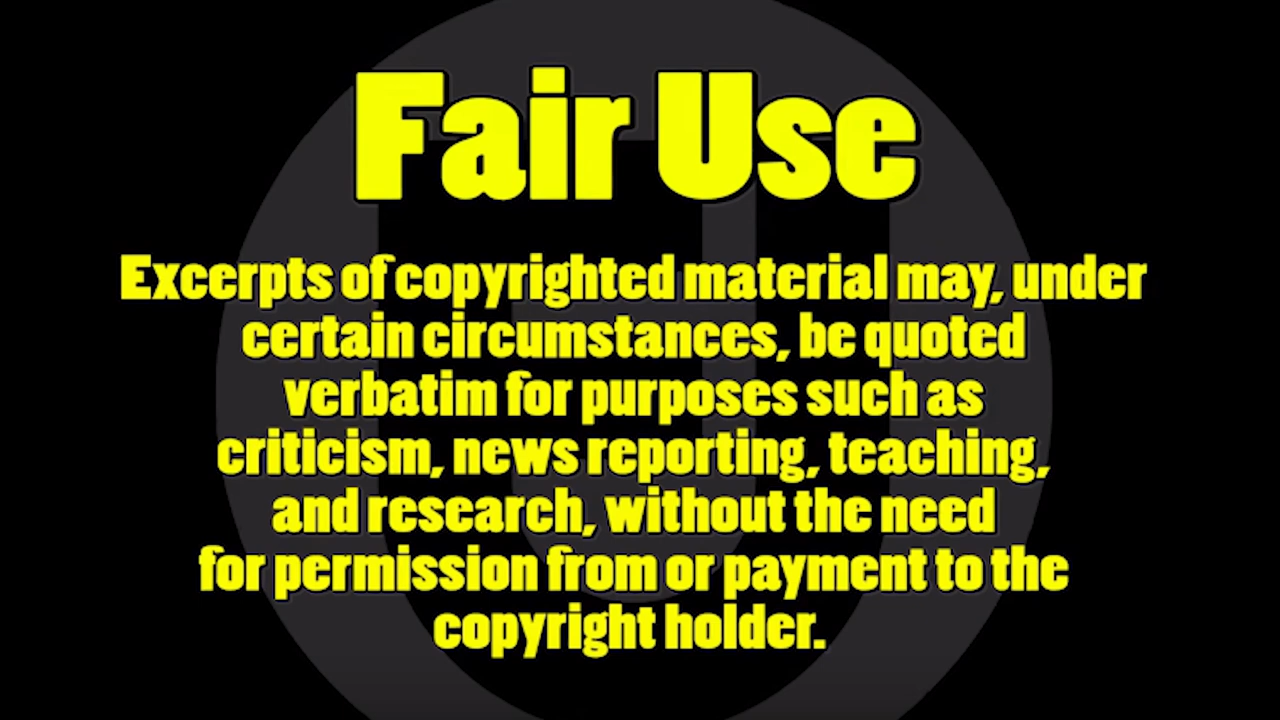 Fair Use
Excerpts of copyrighted material may, under
certain circumstances, be quoted
verbatim for purposes such as
criticism, news reporting, teaching,
and research, without the need
for permission from or payment to the
copyright holder.